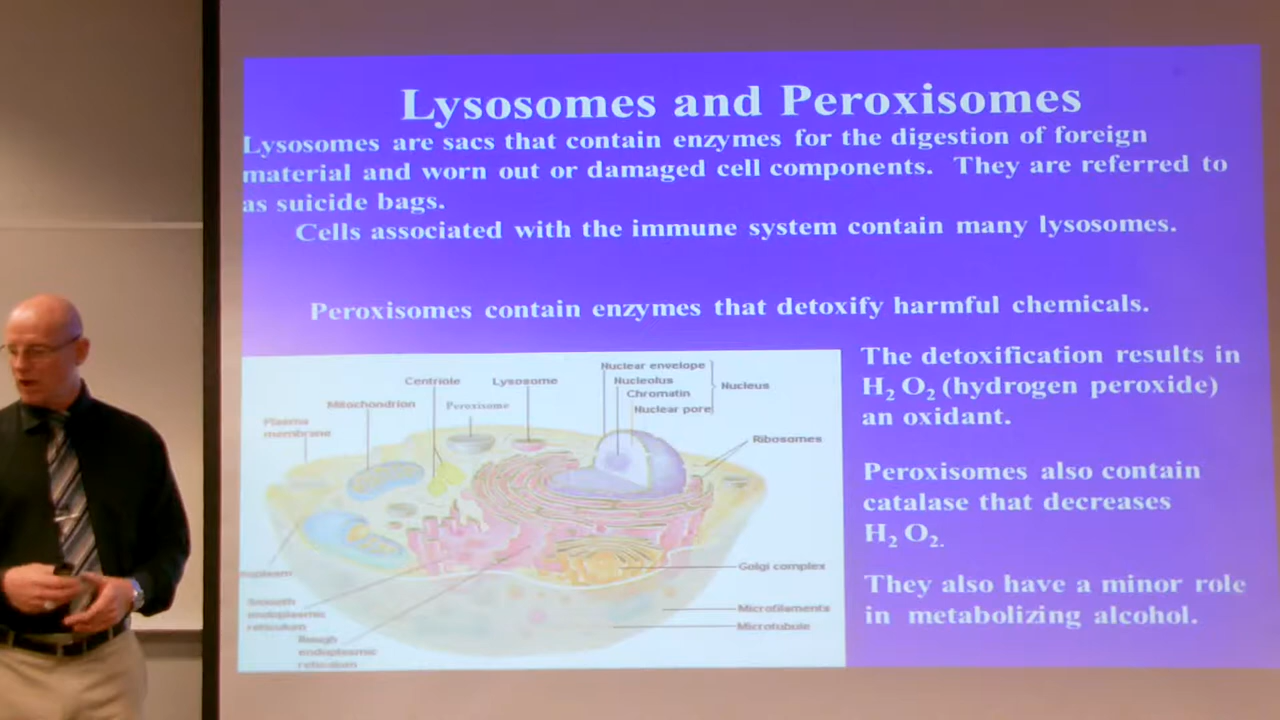 Lysosomes and Peroxisomes
Lysosomes are sacs that contain enzymes for the digestion of foreign
material and worn out or damaged cell components. They are referred to
as suicide bags.
Cells associated with the immune system contain many lysosomes.
Peroxisomes contain enzymes that detoxify harmful chemicals.
The detoxification results in
H₂ O₂ (hydrogen peroxide)
an oxidant.
Peroxisomes also contain
catalase that decreases
H₂ O₂.
They also have a minor role
in metabolizing alcohol.
Nuclear envelope
Nucleolus
Chromatin
Nuclear pore
Nucleus
Centriole
Lysosome
Mitochondrion
Peroxisome
Plasma
membrane
Ribosomes
Golgi complex
Microfilaments
Microtubule
Smooth
endoplasmic
reticulum
Rough
endoplasmic
reticulum